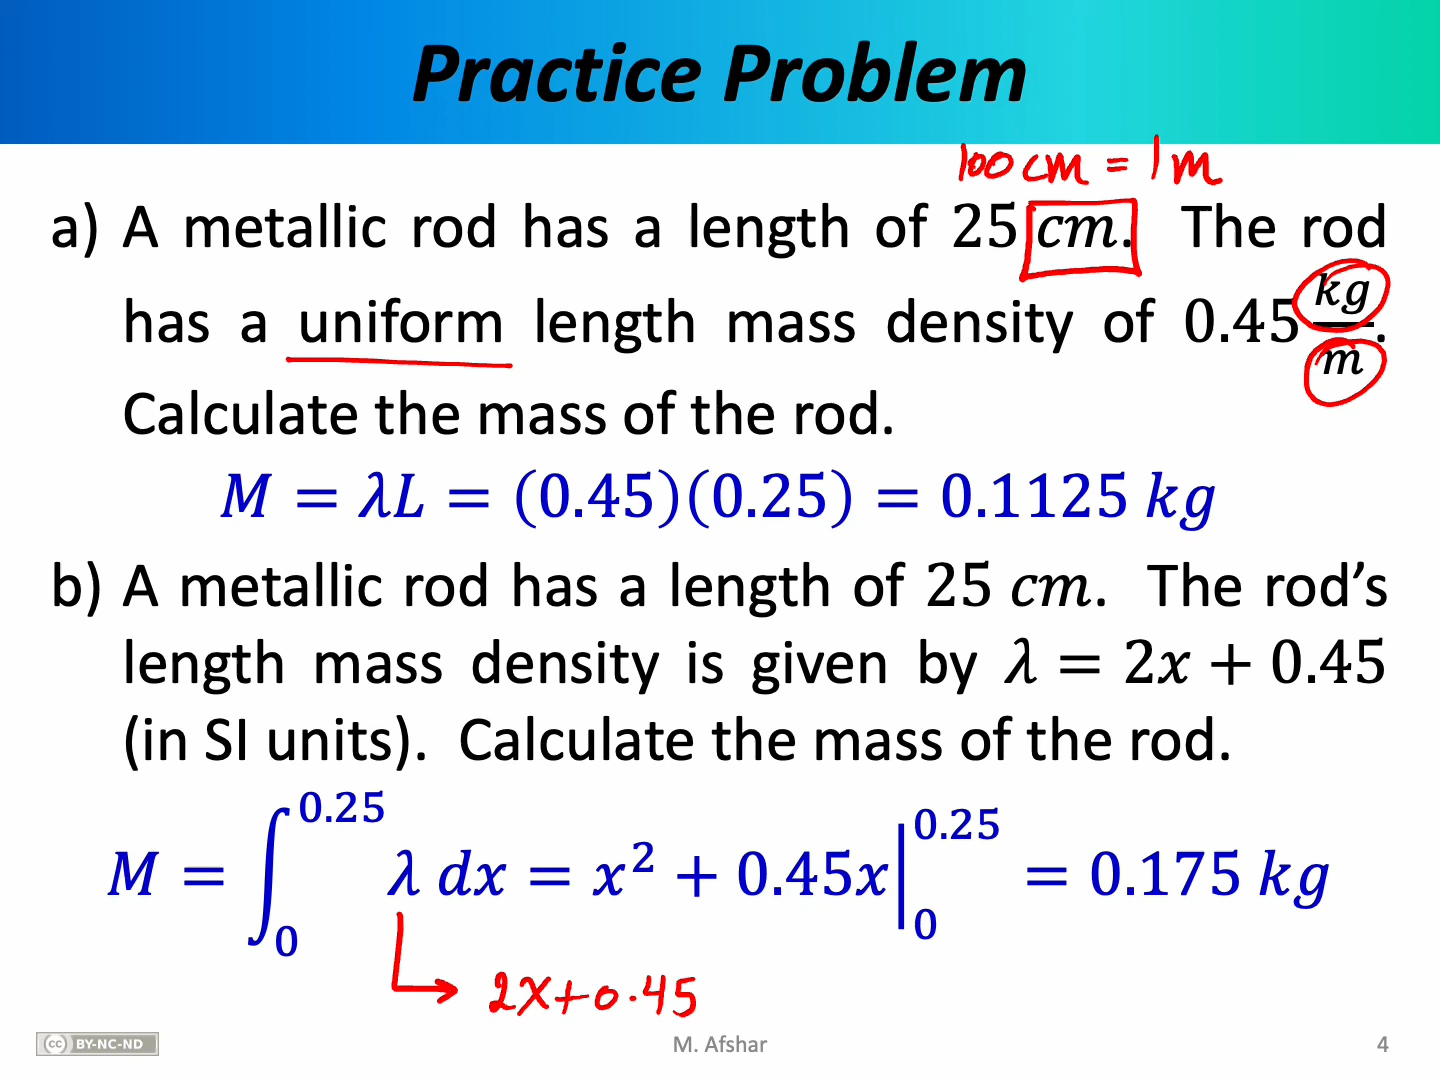 Practice Problem
100 cm = 1 m
a) A metallic rod has a length of 25 cm. The rod
has a uniform length mass density of 0.45 kg/m.
Calculate the mass of the rod.
M = λL = (0.45)(0.25) = 0.1125 kg
b) A metallic rod has a length of 25 cm. The rod’s
length mass density is given by λ = 2x + 0.45
(in SI units). Calculate the mass of the rod.
M = ∫₀^0.25 λ dx = x² + 0.45x |₀^0.25 = 0.175 kg
2x+0.45
cc BY-NC-ND
M. Afshar
4